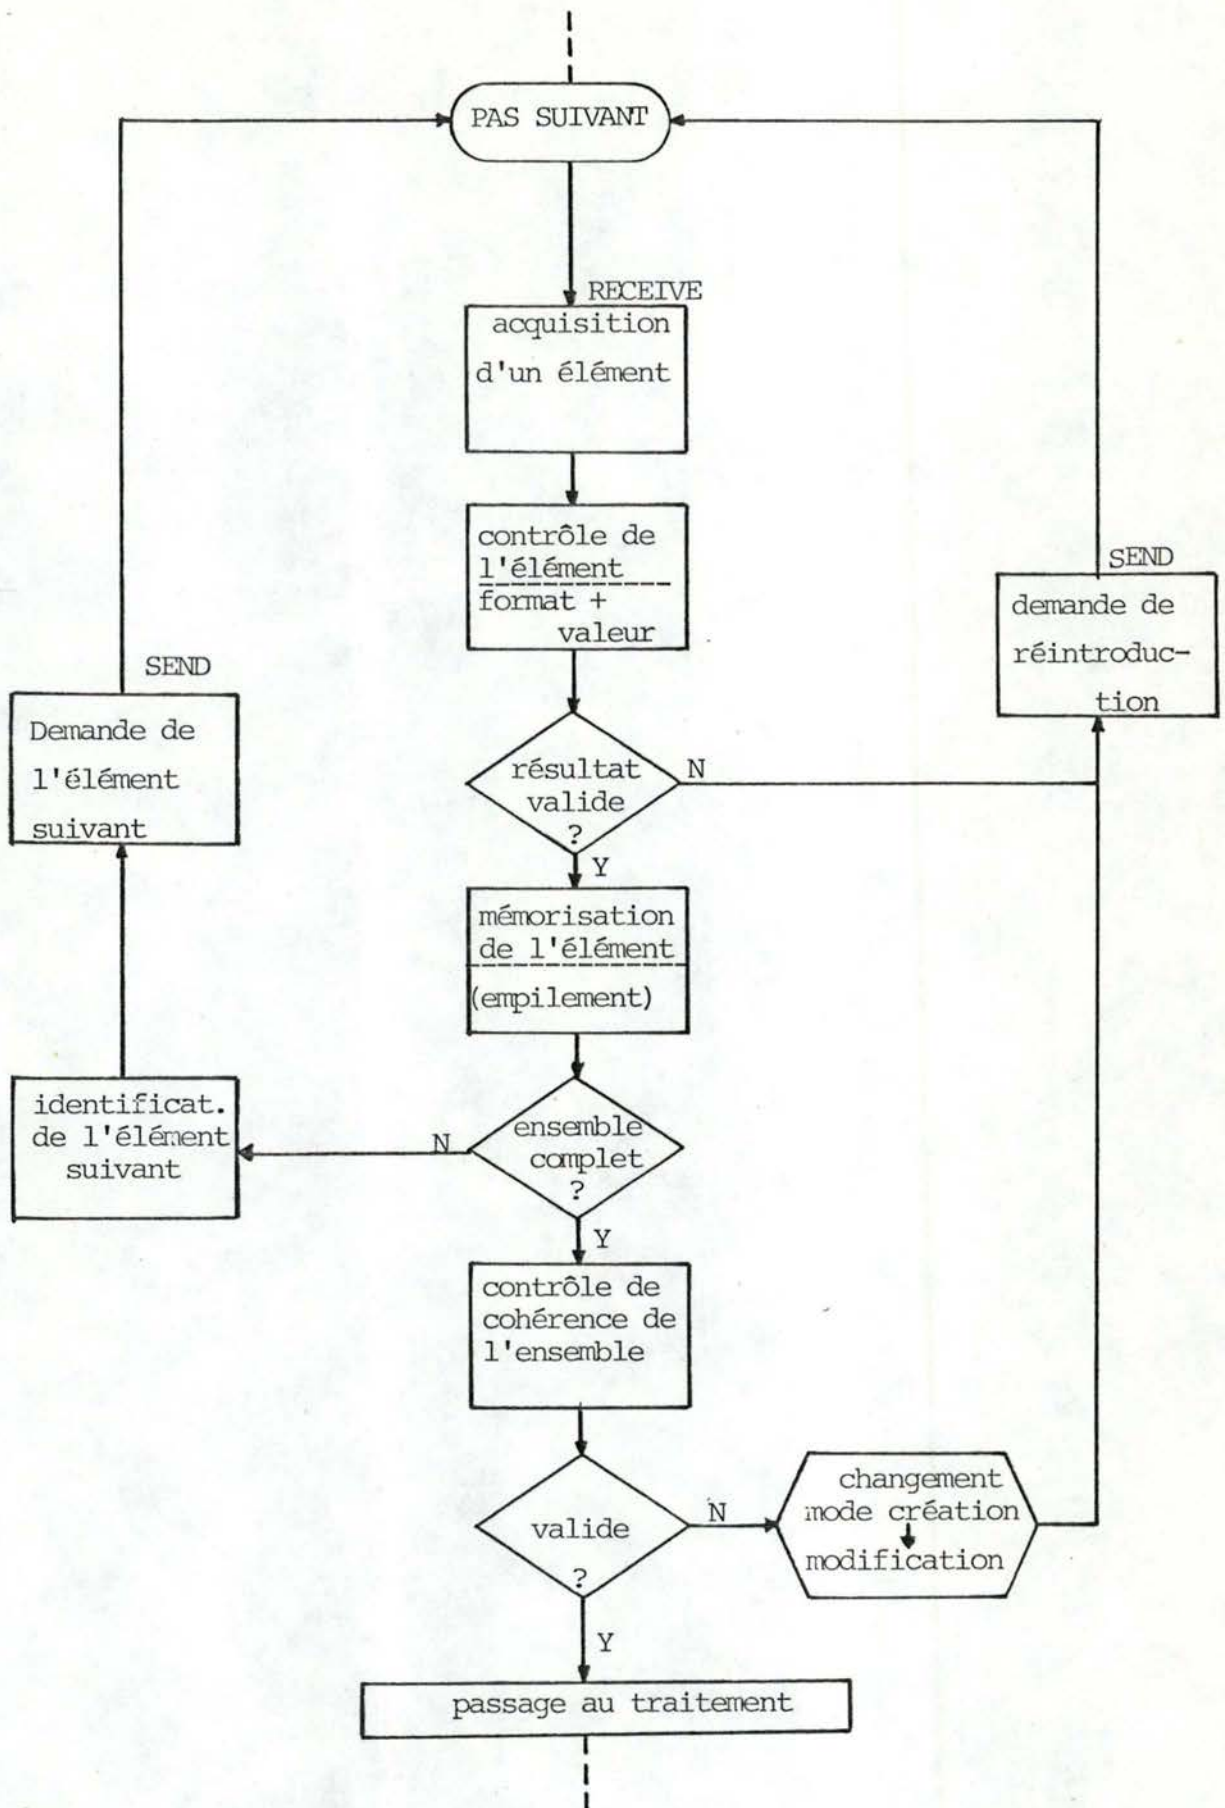 PAS SUIVANT
RECEIVE
acquisition
d'un élément
contrôle de
l'élément
format +
valeur
SEND
demande de
réintroduc-
tion
SEND
Demande de
l'élément
suivant
résultat
valide
?
N
Y
mémorisation
de l'élément
(empilement)
ensemble
complet
?
N
identificat.
de l'élément
suivant
Y
contrôle de
cohérence de
l'ensemble
valide
?
N
changement
mode création
modification
Y
passage au traitement